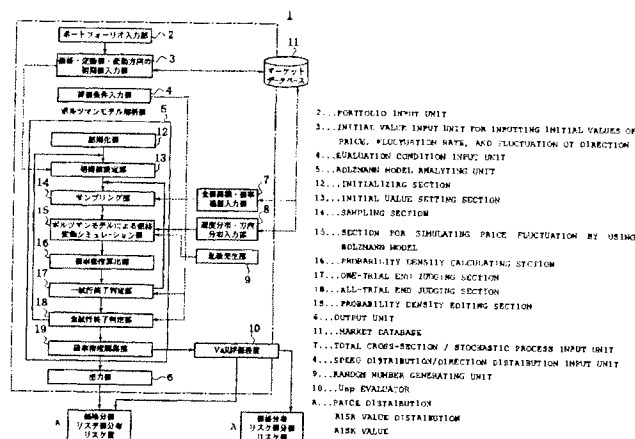 1
ポートフォーリオ入力部
2
価格・変動率・変動方向の
初期値入力部
3
11
マーケット
データベース
評価条件入力部
4
ボルツマンモデル解析部
5
初期化部
12
初期値設定部
13
14
サンプリング部
全断面積・確率
過程入力部
7
15
ボルツマンモデルによる価格
変動シミュレーション部
速度分布・方向
分布入力部
8
16
確率密度算出部
乱数発生部
9
17
一試行終了判定部
18
全試行終了判定部
19
確率密度編集部
10
VaR評価装置
出力部
6
A
価格分布
リスク値分布
リスク値
A
価格分布
リスク値分布
リスク値
2...PORTFOLIO INPUT UNIT
3...INITIAL VALUE INPUT UNIT FOR INPUTTING INITIAL VALUES OF
PRICE, FLUCTUATION RATE, AND FLUCTUATION OF DIRECTION
4...EVALUATION CONDITION INPUT UNIT
5...BOLZMANN MODEL ANALYTING UNIT
12...INITIALIZING SECTION
13...INITIAL VALUE SETTING SECTION
14...SAMPLING SECTION
15...SECTION FOR SIMULATING PRICE FLUCTUATION BY USING
BOLZMANN MODEL
16...PROBABILITY DENSITY CALCULATING SECTION
17...ONE-TRIAL END JUDGING SECTION
18...ALL-TRIAL END JUDGING SECTION
19...PROBABILITY DENSITY EDITING SECTION
6...OUTPUT UNIT
11...MARKET DATABASE
7...TOTAL CROSS-SECTION / STOCHASTIC PROCESS INPUT UNIT
8...SPEED DISTRIBUTION/DIRECTION DISTRIBUTION INPUT UNIT
9...RANDOM NUMBER GENERATING UNIT
10... EVALUATOR
A...PRICE DISTRIBUTION
RISK VALUE DISTRIBUTION
RISK VALUE